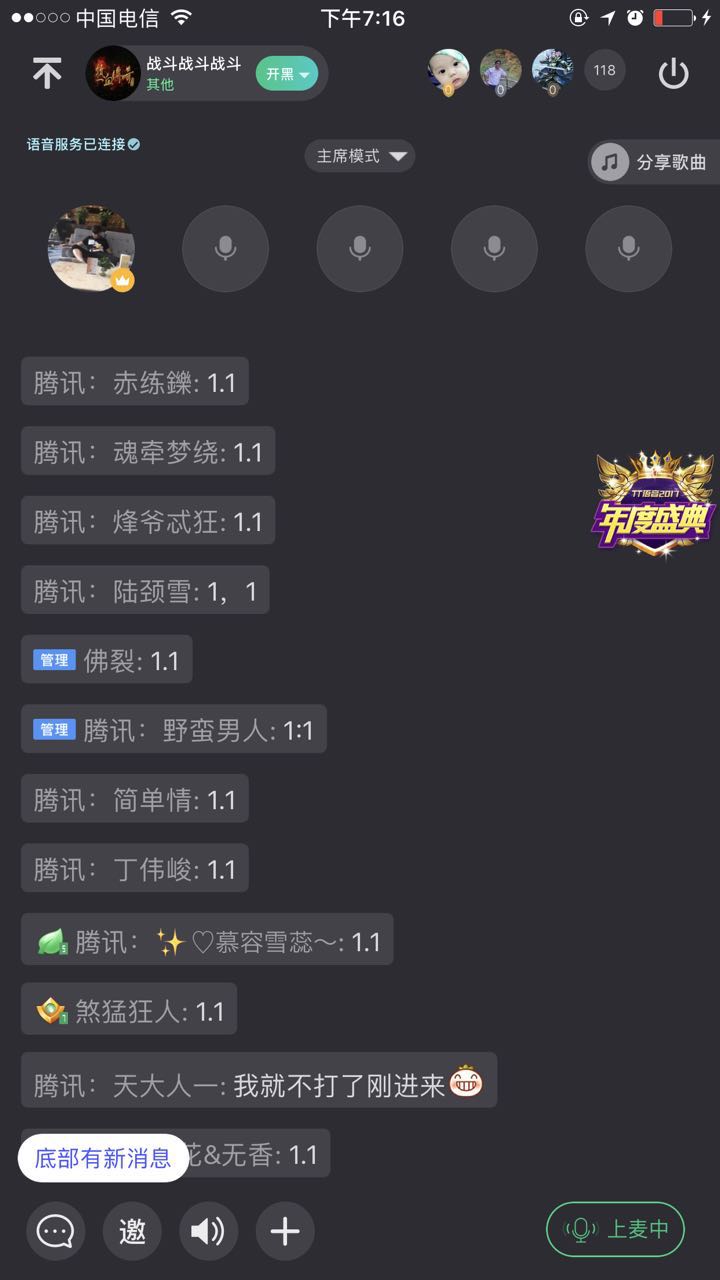 中国电信
下午7:16
战斗战斗战斗
其他
开黑
0
0
0
118
语音服务已连接
主席模式
分享歌曲
腾讯：赤练鑠: 1.1
腾讯：魂牵梦绕: 1.1
TT语音2017
年度盛典
腾讯：烽爷忒狂: 1.1
腾讯：陆颈雪: 1，1
管理 佛裂: 1.1
管理 腾讯：野蛮男人: 1:1
腾讯：简单情: 1.1
腾讯：丁伟峻: 1.1
腾讯：✨♡慕容雪蕊～: 1.1
1 煞猛狂人: 1.1
腾讯：天大人一: 我就不打了刚进来
底部有新消息
花&无香: 1.1
邀
上麦中